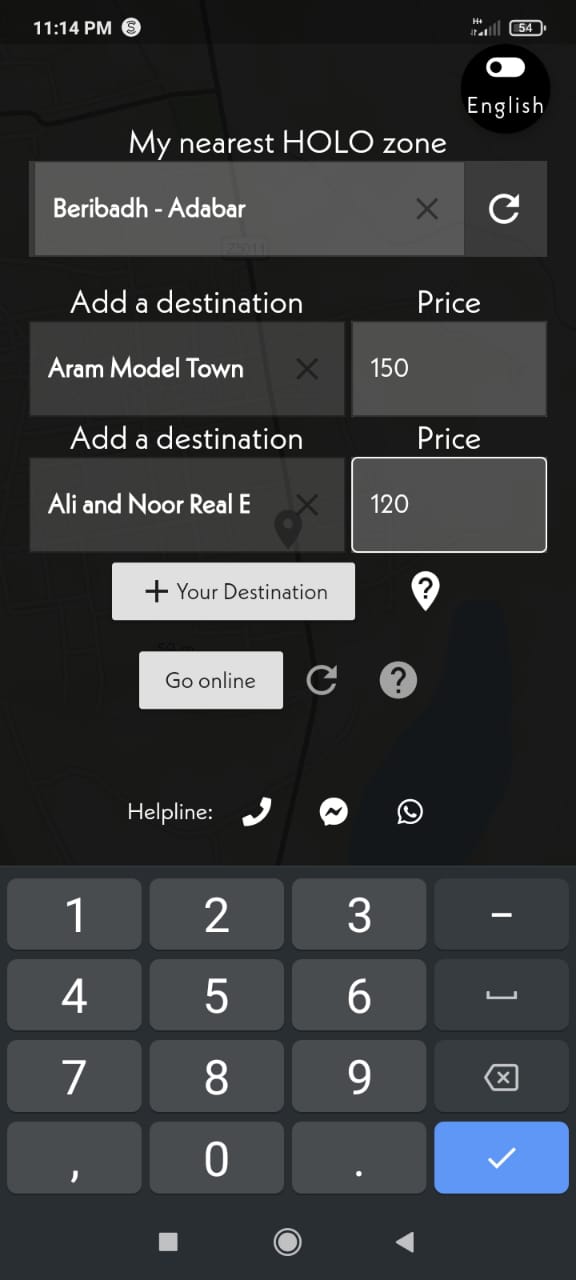 11:14 PM
H+
54
English
My nearest HOLO zone
Beribadh - Adabar
Z5011
Add a destination Price
Aram Model Town 150
Add a destination Price
Ali and Noor Real E 120
+ Your Destination ?
Go online ?
Helpline:
1 2 3 –
4 5 6
7 8 9
, 0 .